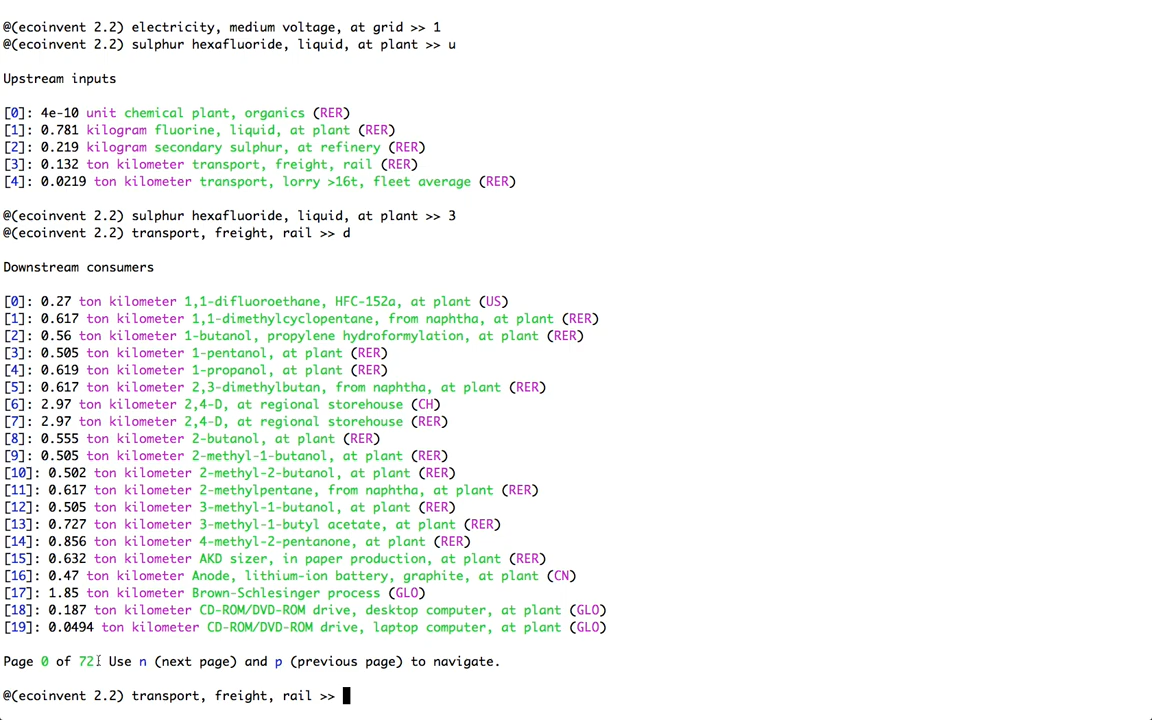 @(ecoinvent 2.2) electricity, medium voltage, at grid >> 1
@(ecoinvent 2.2) sulphur hexafluoride, liquid, at plant >> u
Upstream inputs
[0]: 4e-10 unit chemical plant, organics (RER)
[1]: 0.781 kilogram fluorine, liquid, at plant (RER)
[2]: 0.219 kilogram secondary sulphur, at refinery (RER)
[3]: 0.132 ton kilometer transport, freight, rail (RER)
[4]: 0.0219 ton kilometer transport, lorry >16t, fleet average (RER)
@(ecoinvent 2.2) sulphur hexafluoride, liquid, at plant >> 3
@(ecoinvent 2.2) transport, freight, rail >> d
Downstream consumers
[0]: 0.27 ton kilometer 1,1-difluoroethane, HFC-152a, at plant (US)
[1]: 0.617 ton kilometer 1,1-dimethylcyclopentane, from naphtha, at plant (RER)
[2]: 0.56 ton kilometer 1-butanol, propylene hydroformylation, at plant (RER)
[3]: 0.505 ton kilometer 1-pentanol, at plant (RER)
[4]: 0.619 ton kilometer 1-propanol, at plant (RER)
[5]: 0.617 ton kilometer 2,3-dimethylbutan, from naphtha, at plant (RER)
[6]: 2.97 ton kilometer 2,4-D, at regional storehouse (CH)
[7]: 2.97 ton kilometer 2,4-D, at regional storehouse (RER)
[8]: 0.555 ton kilometer 2-butanol, at plant (RER)
[9]: 0.505 ton kilometer 2-methyl-1-butanol, at plant (RER)
[10]: 0.502 ton kilometer 2-methyl-2-butanol, at plant (RER)
[11]: 0.617 ton kilometer 2-methylpentane, from naphtha, at plant (RER)
[12]: 0.505 ton kilometer 3-methyl-1-butanol, at plant (RER)
[13]: 0.727 ton kilometer 3-methyl-1-butyl acetate, at plant (RER)
[14]: 0.856 ton kilometer 4-methyl-2-pentanone, at plant (RER)
[15]: 0.632 ton kilometer AKD sizer, in paper production, at plant (RER)
[16]: 0.47 ton kilometer Anode, lithium-ion battery, graphite, at plant (CN)
[17]: 1.85 ton kilometer Brown-Schlesinger process (GLO)
[18]: 0.187 ton kilometer CD-ROM/DVD-ROM drive, desktop computer, at plant (GLO)
[19]: 0.0494 ton kilometer CD-ROM/DVD-ROM drive, laptop computer, at plant (GLO)
Page 0 of 72 Use n (next page) and p (previous page) to navigate.
@(ecoinvent 2.2) transport, freight, rail >>